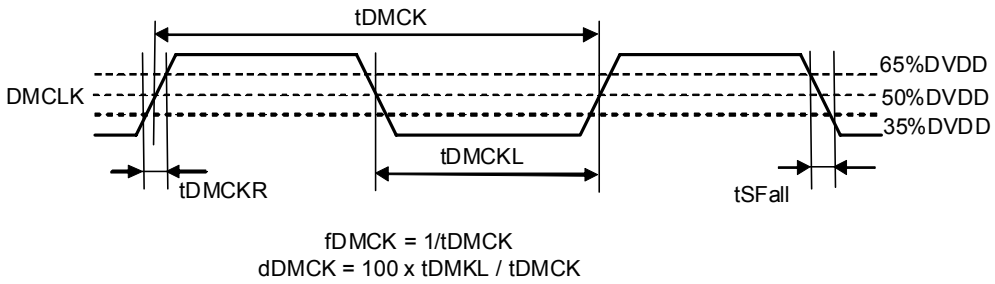 tDMCK
65%DVDD
DMCLK
50%DVDD
35%DVDD
tDMCKL
tDMCKR
tSFall
fDMCK = 1/tDMCK
dDMCK = 100 x tDMKL / tDMCK